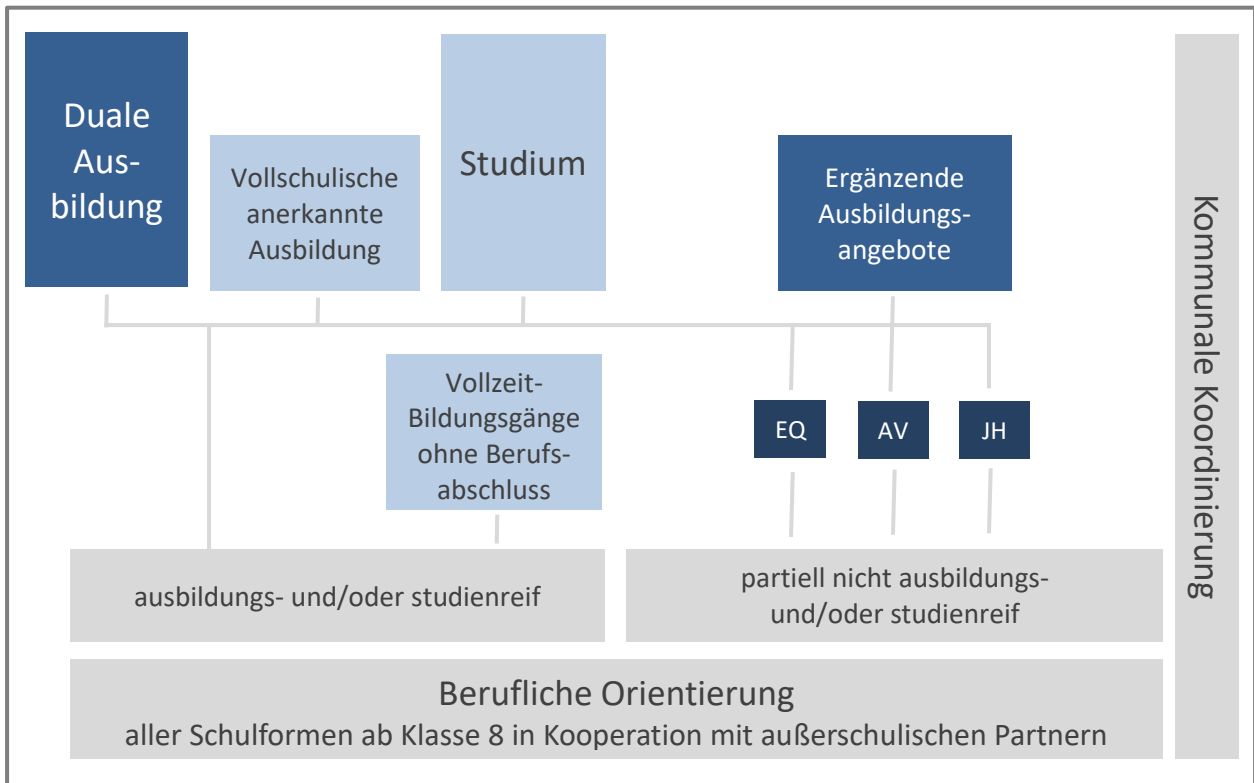 Duale
Aus-
bildung
Vollschulische
anerkannte
Ausbildung
Studium
Ergänzende
Ausbildungs-
angebote
Kommunale Koordinierung
Vollzeit-
Bildungsgänge
ohne Berufs-
abschluss
EQ
AV
JH
ausbildungs- und/oder studienreif
partiell nicht ausbildungs-
und/oder studienreif
Berufliche Orientierung
aller Schulformen ab Klasse 8 in Kooperation mit außerschulischen Partnern